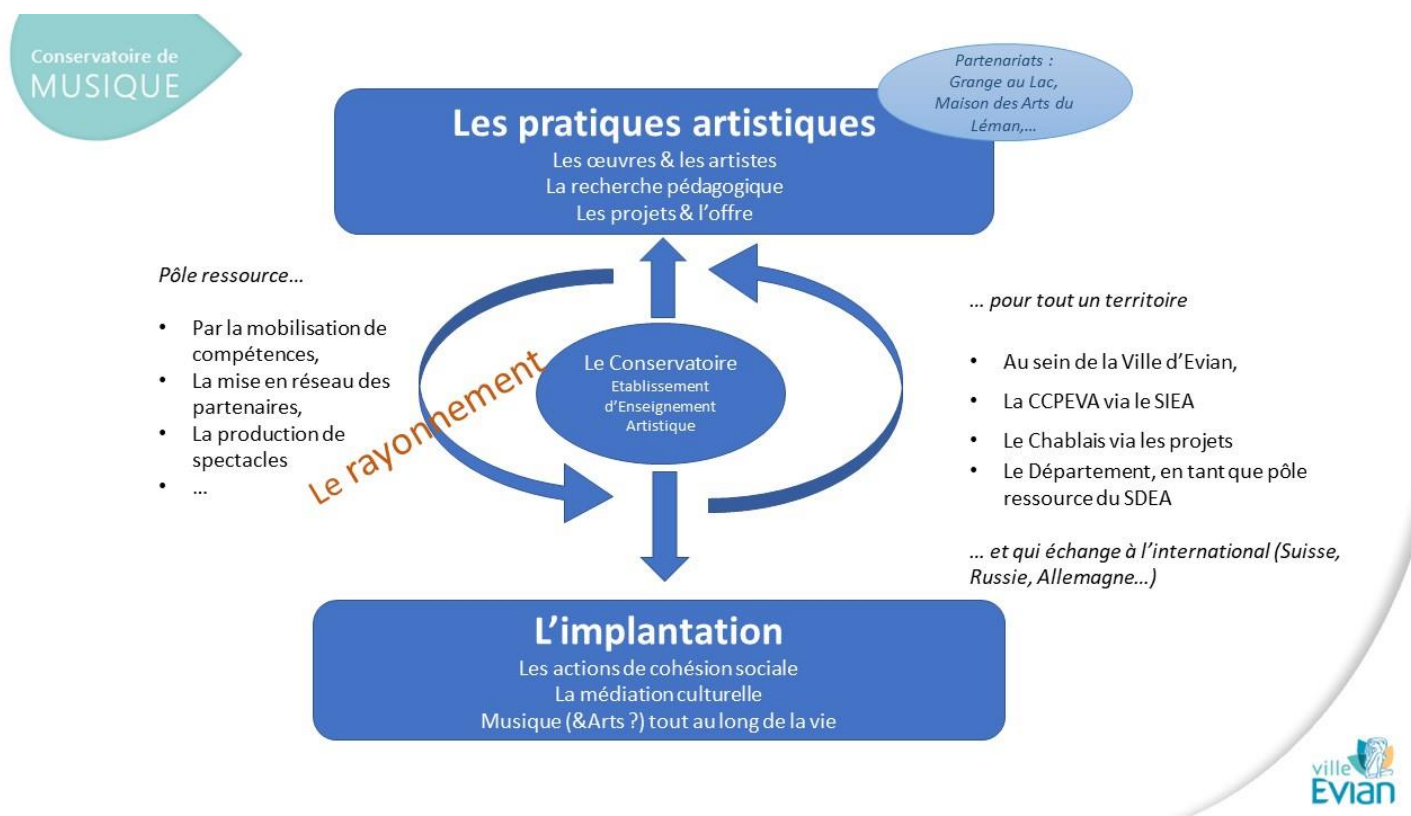 Conservatoire de
MUSIQUE
Partenariats :
Grange au Lac,
Maison des Arts du
Léman,…
Les pratiques artistiques
Les œuvres & les artistes
La recherche pédagogique
Les projets & l’offre
Pôle ressource…
• Par la mobilisation de
compétences,
• La mise en réseau des
partenaires,
• La production de
spectacles
• …
Le rayonnement
Le Conservatoire
Etablissement
d’Enseignement
Artistique
… pour tout un territoire
• Au sein de la Ville d’Evian,
• La CCPEVA via le SIEA
• Le Chablais via les projets
• Le Département, en tant que pôle
ressource du SDEA
… et qui échange à l’international (Suisse,
Russie, Allemagne…)
L’implantation
Les actions de cohésion sociale
La médiation culturelle
Musique (&Arts ?) tout au long de la vie
ville
Evian